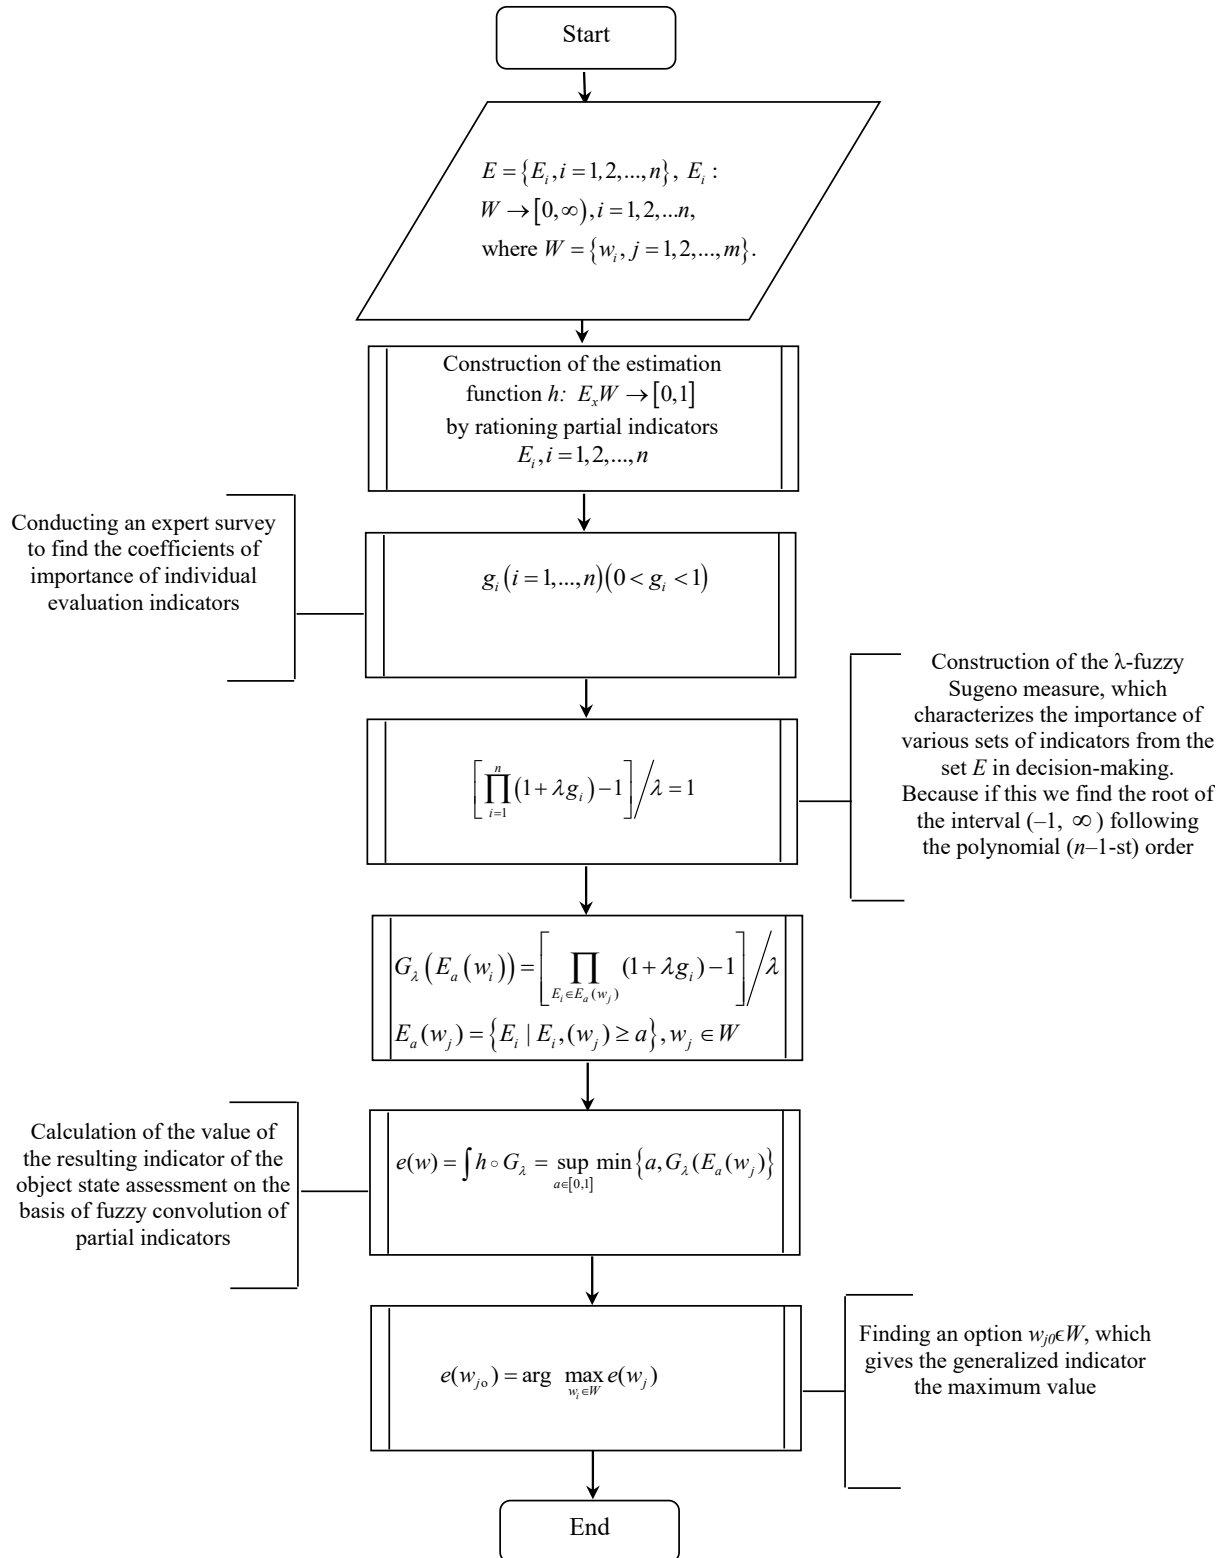 Start
E = {E_i, i = 1,2,...,n}, E_i :
W → [0,∞), i = 1,2,...n,
where W = {w_i, j = 1,2,...,m}.
Construction of the estimation
function h: E_xW → [0,1]
by rationing partial indicators
E_i, i = 1,2,...,n
Conducting an expert survey
to find the coefficients of
importance of individual
evaluation indicators
g_i (i = 1,...,n)(0 < g_i < 1)
Construction of the λ-fuzzy
Sugeno measure, which
characterizes the importance of
various sets of indicators from the
set E in decision-making.
Because if this we find the root of
the interval (–1, ∞) following
the polynomial (n–1-st) order
[∏_{i=1}^{n} (1 + λg_i) − 1] / λ = 1
G_λ (E_a (w_i)) = [∏_{E_i∈E_a(w_j)} (1 + λg_i) − 1] / λ
E_a(w_j) = {E_i | E_i,(w_j) ≥ a}, w_j ∈ W
Calculation of the value of
the resulting indicator of the
object state assessment on the
basis of fuzzy convolution of
partial indicators
e(w) = ∫ h ∘ G_λ = sup_{a∈[0,1]} min {a, G_λ(E_a(w_j)}
Finding an option w_{j0}ϵW, which
gives the generalized indicator
the maximum value
e(w_{jo}) = arg max_{w_i∈W} e(w_j)
End